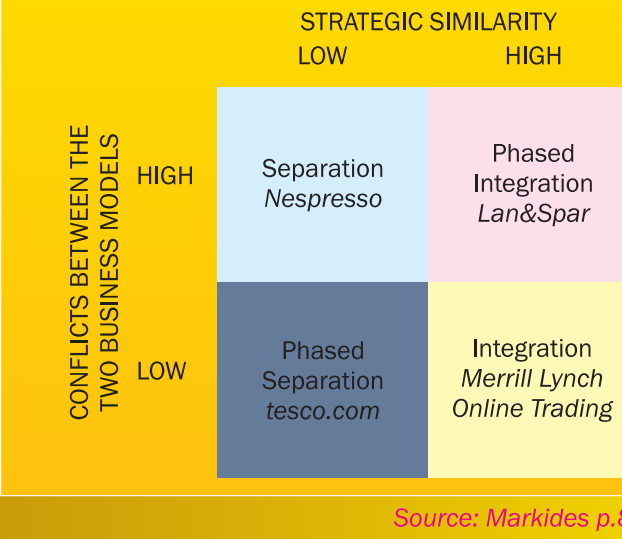 STRATEGIC SIMILARITY
LOW HIGH
CONFLICTS BETWEEN THE
TWO BUSINESS MODELS
HIGH
Separation
Nespresso
Phased
Integration
Lan&Spar
LOW
Phased
Separation
tesco.com
Integration
Merrill Lynch
Online Trading
Source: Markides p.